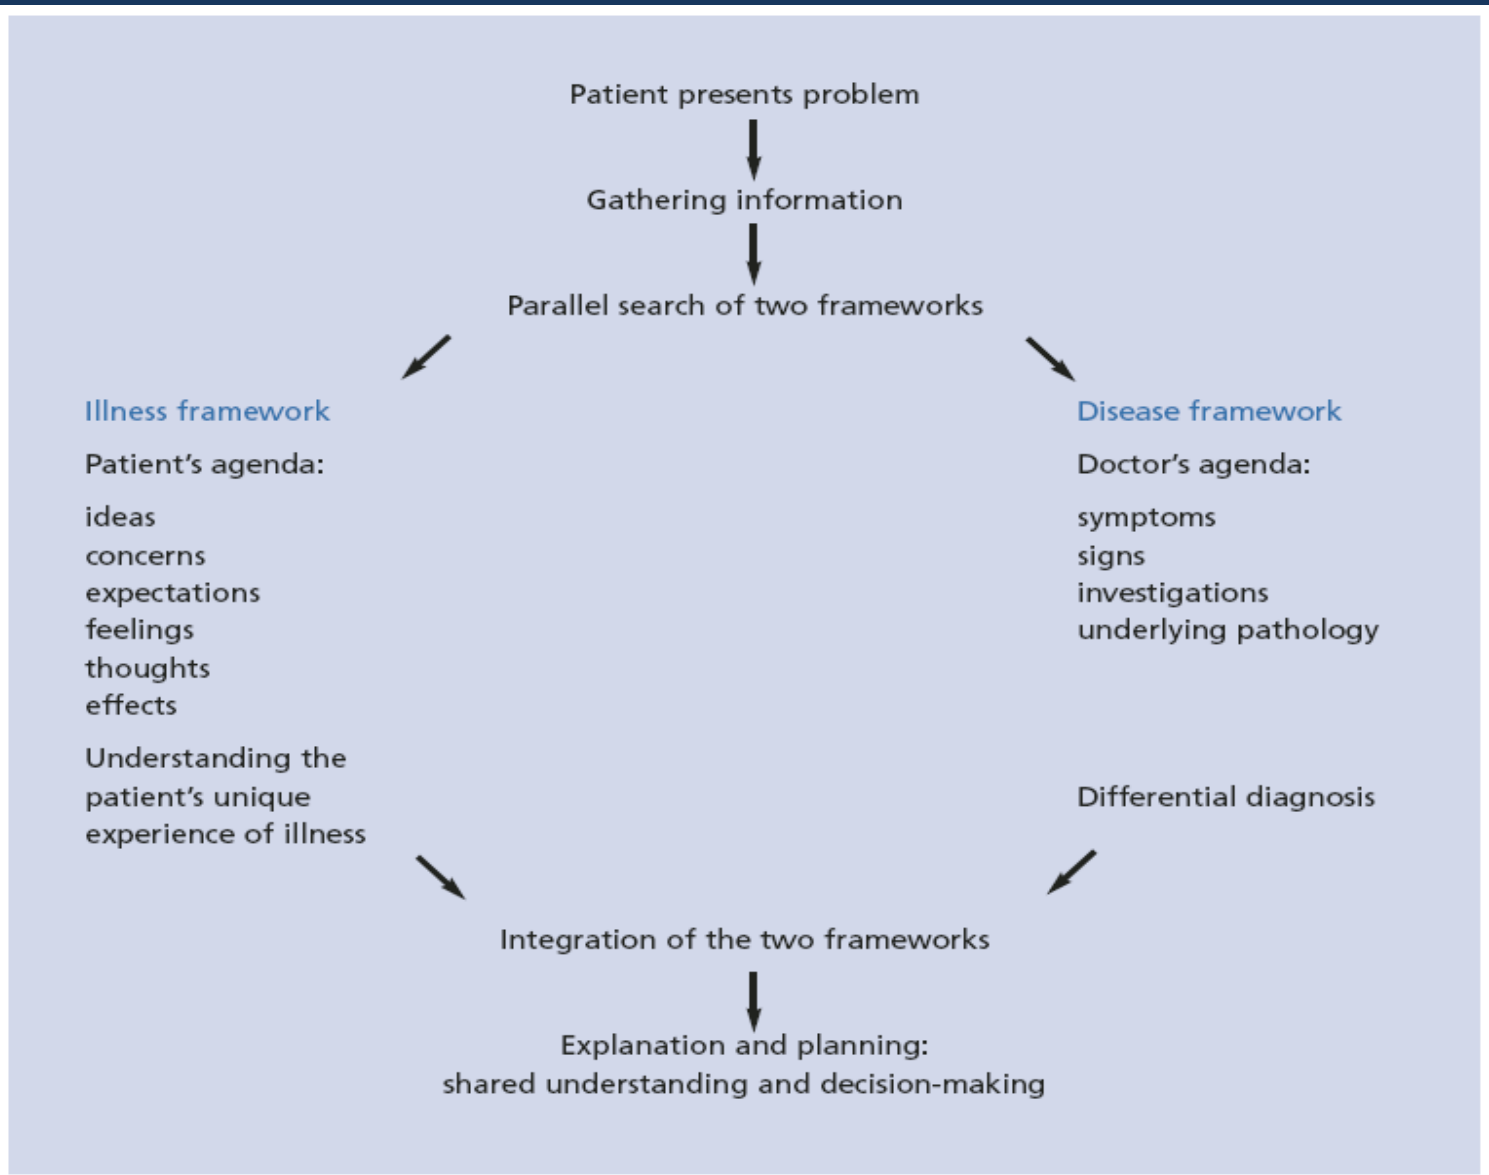 Patient presents problem
Gathering information
Parallel search of two frameworks
Illness framework
Patient’s agenda:
ideas
concerns
expectations
feelings
thoughts
effects
Understanding the
patient’s unique
experience of illness
Disease framework
Doctor’s agenda:
symptoms
signs
investigations
underlying pathology
Differential diagnosis
Integration of the two frameworks
Explanation and planning:
shared understanding and decision-making